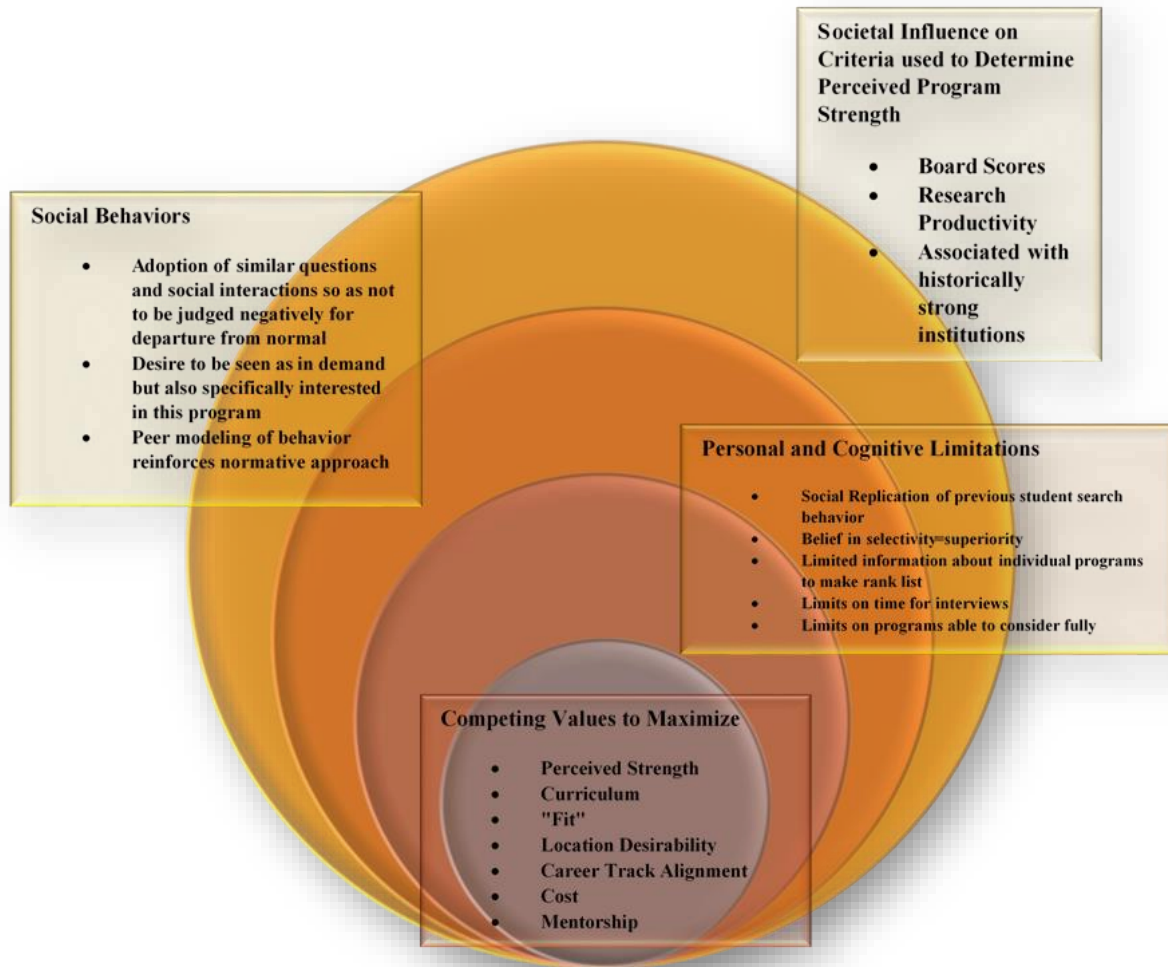 Societal Influence on
Criteria used to Determine
Perceived Program
Strength
• Board Scores
• Research
Productivity
• Associated with
historically
strong
institutions
Social Behaviors
• Adoption of similar questions
and social interactions so as not
to be judged negatively for
departure from normal
• Desire to be seen as in demand
but also specifically interested
in this program
• Peer modeling of behavior
reinforces normative approach
Personal and Cognitive Limitations
• Social Replication of previous student search
behavior
• Belief in selectivity=superiority
• Limited information about individual programs
to make rank list
• Limits on time for interviews
• Limits on programs able to consider fully
Competing Values to Maximize
• Perceived Strength
• Curriculum
• "Fit"
• Location Desirability
• Career Track Alignment
• Cost
• Mentorship